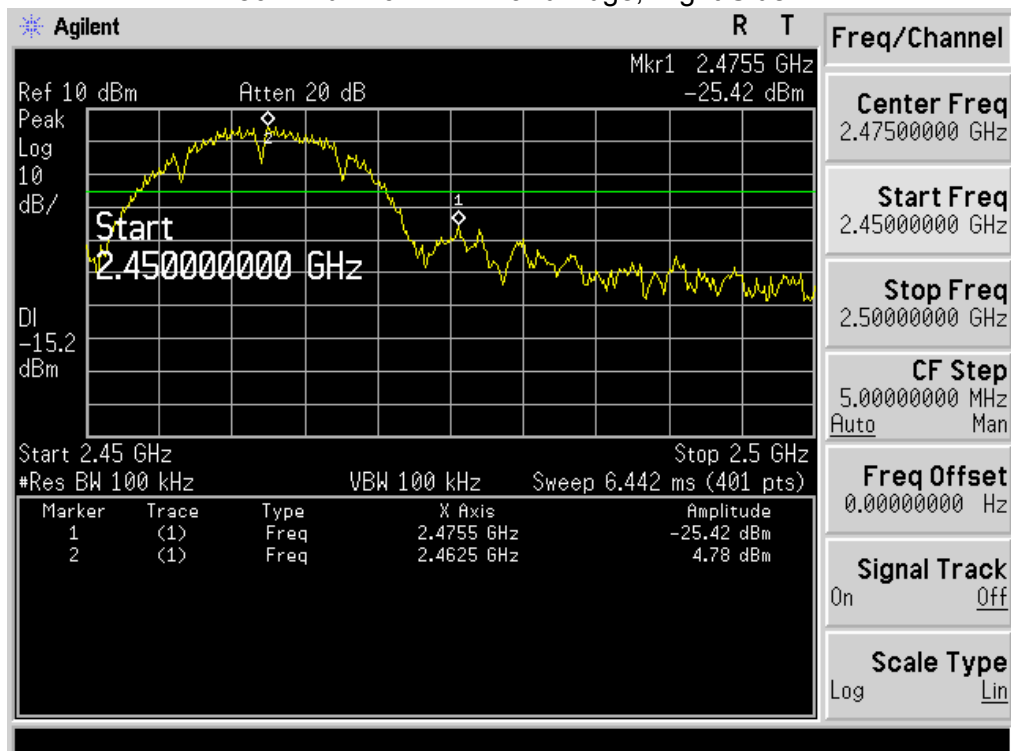 Agilent R T
Mkr1 2.4755 GHz
Ref 10 dBm Atten 20 dB -25.42 dBm
Peak
Log
10
dB/
2
1
Start
2.450000000 GHz
DI
-15.2
dBm
Start 2.45 GHz Stop 2.5 GHz
#Res BW 100 kHz VBW 100 kHz Sweep 6.442 ms (401 pts)
Marker Trace Type X Axis Amplitude
1 (1) Freq 2.4755 GHz -25.42 dBm
2 (1) Freq 2.4625 GHz 4.78 dBm
Freq/Channel
Center Freq
2.47500000 GHz
Start Freq
2.45000000 GHz
Stop Freq
2.50000000 GHz
CF Step
5.00000000 MHz
Auto Man
Freq Offset
0.00000000 Hz
Signal Track
On Off
Scale Type
Log Lin